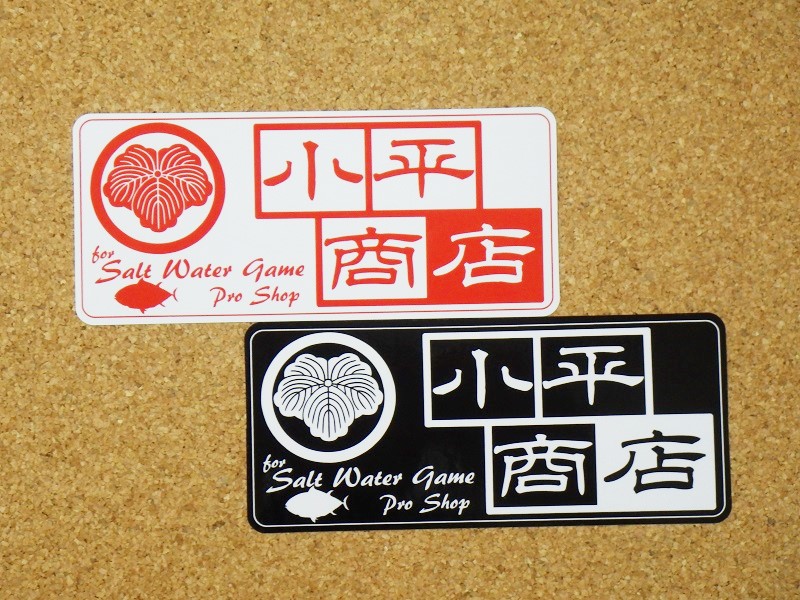 小平
商店
for
Salt Water Game
Pro Shop
小平
商店
for
Salt Water Game
Pro Shop